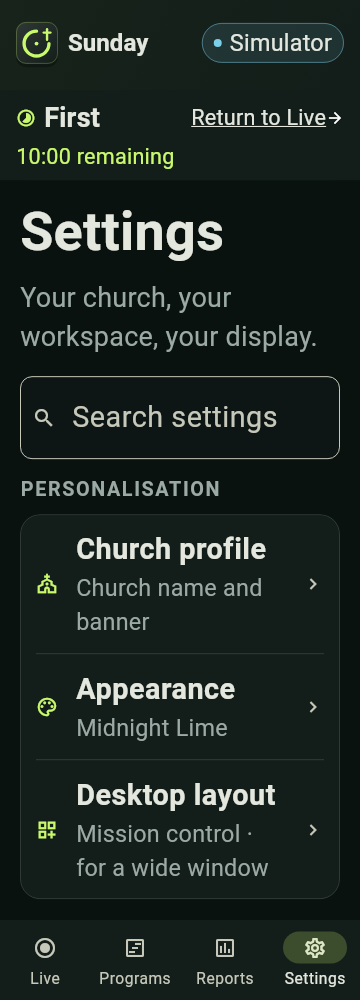 Sunday
Simulator
First
Return to Live→
10:00 remaining
Settings
Your church, your
workspace, your display.
Search settings
PERSONALISATION
Church profile
Church name and
banner
Appearance
Midnight Lime
Desktop layout
Mission control ·
for a wide window
Live
Programs
Reports
Settings